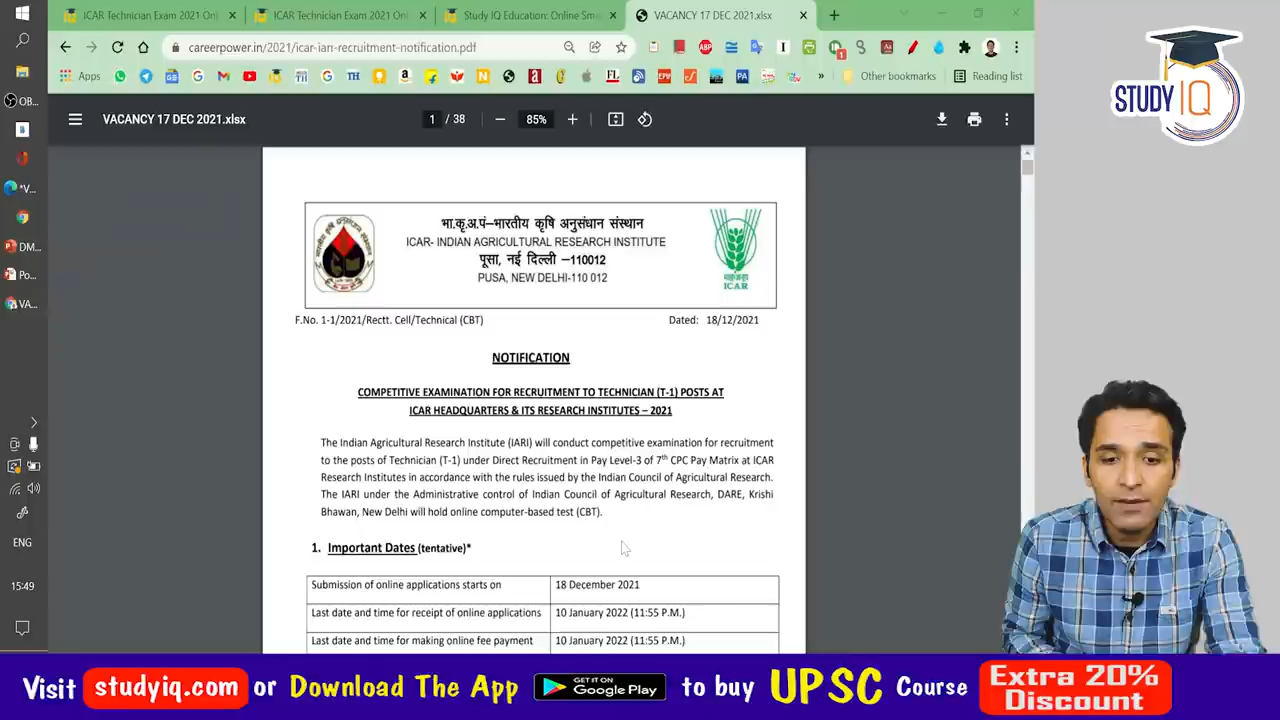 ICAR Technician Exam 2021 Onl
ICAR Technician Exam 2021 Onl
Study IQ Education: Online Sma
VACANCY 17 DEC 2021.xlsx
careerpower.in/2021/icar-ian-recruitment-notification.pdf
Apps
Other bookmarks
Reading list
VACANCY 17 DEC 2021.xlsx
1 / 38
85%
STUDY IQ
OB...
*V...
DM...
Po...
VA...
ENG
15:49
भा.कृ.अ.पं–भारतीय कृषि अनुसंधान संस्थान
ICAR- INDIAN AGRICULTURAL RESEARCH INSTITUTE
पूसा, नई दिल्ली –110012
PUSA, NEW DELHI-110 012
ICAR
F.No. 1-1/2021/Rectt. Cell/Technical (CBT)
Dated: 18/12/2021
NOTIFICATION
COMPETITIVE EXAMINATION FOR RECRUITMENT TO TECHNICIAN (T-1) POSTS AT
ICAR HEADQUARTERS & ITS RESEARCH INSTITUTES – 2021
The Indian Agricultural Research Institute (IARI) will conduct competitive examination for recruitment
to the posts of Technician (T-1) under Direct Recruitment in Pay Level-3 of 7th CPC Pay Matrix at ICAR
Research Institutes in accordance with the rules issued by the Indian Council of Agricultural Research.
The IARI under the Administrative control of Indian Council of Agricultural Research, DARE, Krishi
Bhawan, New Delhi will hold online computer-based test (CBT).
1. Important Dates (tentative)*
Submission of online applications starts on
18 December 2021
Last date and time for receipt of online applications
10 January 2022 (11:55 P.M.)
Last date and time for making online fee payment
10 January 2022 (11:55 P.M.)
Visit studyiq.com or Download The App GET IT ON Google Play to buy UPSC Course
Extra 20%
Discount